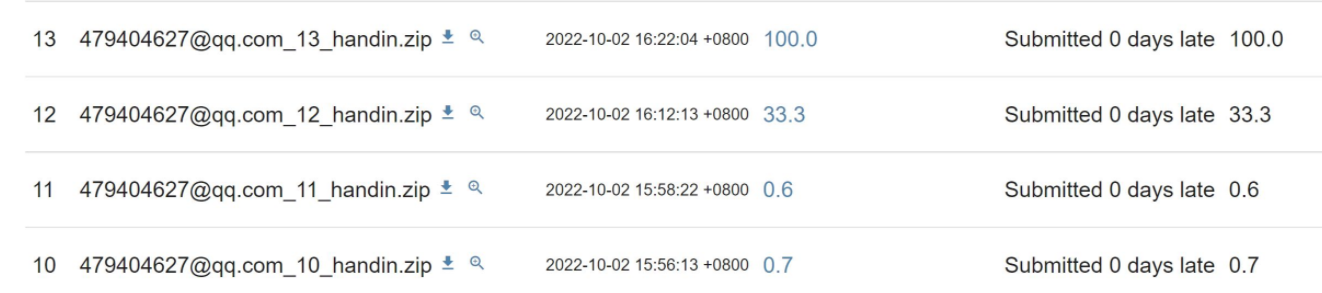 13 479404627@qq.com_13_handin.zip 2022-10-02 16:22:04 +0800 100.0 Submitted 0 days late 100.0
12 479404627@qq.com_12_handin.zip 2022-10-02 16:12:13 +0800 33.3 Submitted 0 days late 33.3
11 479404627@qq.com_11_handin.zip 2022-10-02 15:58:22 +0800 0.6 Submitted 0 days late 0.6
10 479404627@qq.com_10_handin.zip 2022-10-02 15:56:13 +0800 0.7 Submitted 0 days late 0.7